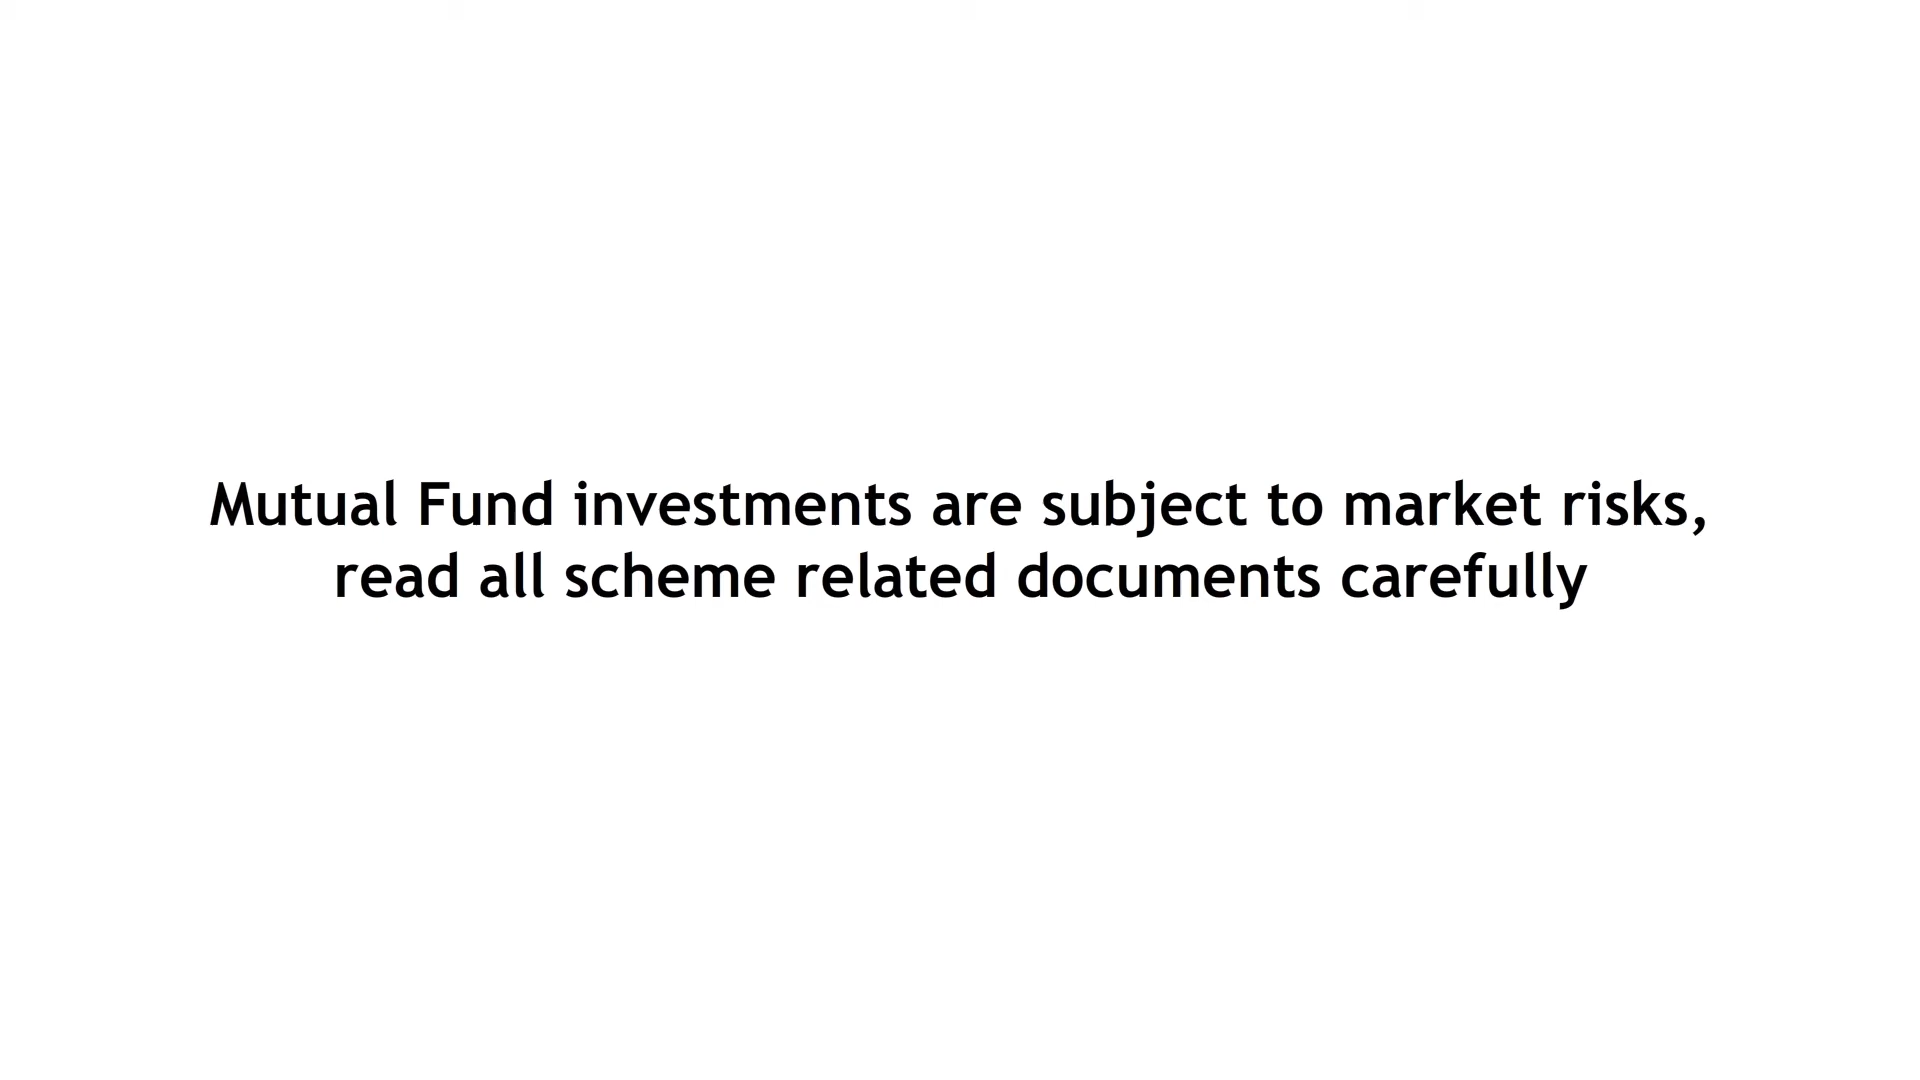 Mutual Fund investments are subject to market risks,
read all scheme related documents carefully